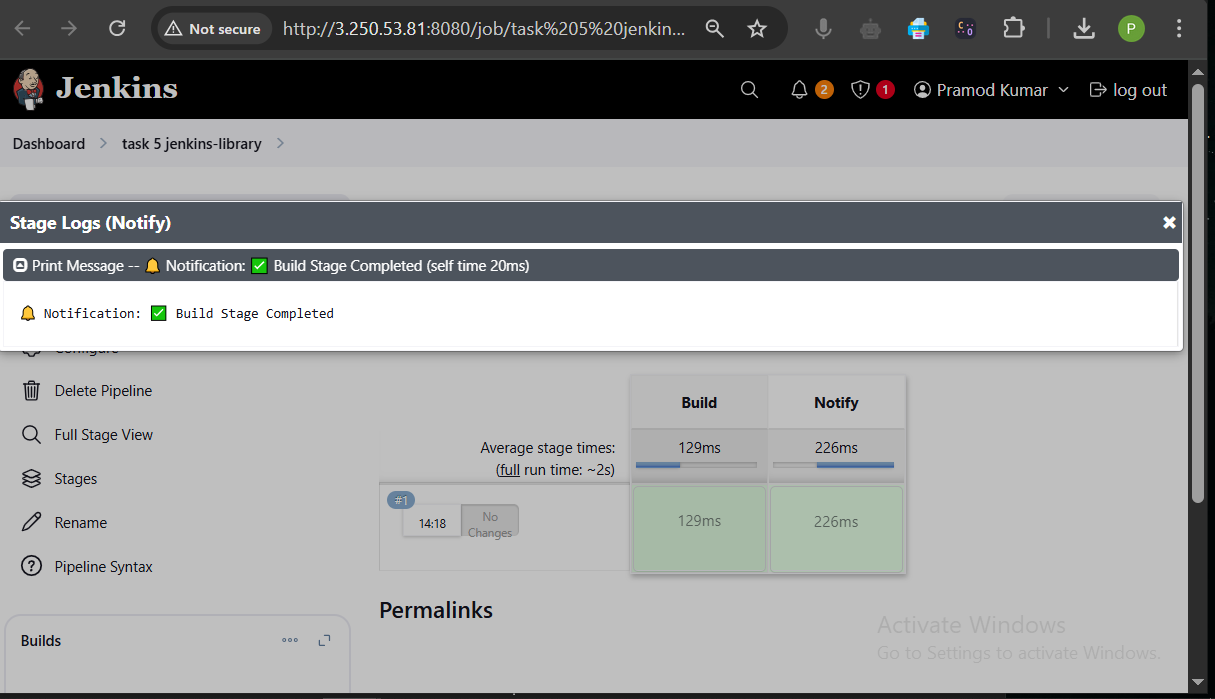 Not secure
http://3.250.53.81:8080/job/task%205%20jenkin...
P
Jenkins
2
1
Pramod Kumar
log out
Dashboard
task 5 jenkins-library
Stage Logs (Notify)
Print Message -- 🔔 Notification: ✅ Build Stage Completed (self time 20ms)
🔔 Notification: ✅ Build Stage Completed
Configure
Delete Pipeline
Full Stage View
Stages
Rename
Pipeline Syntax
Builds
Build
Notify
Average stage times:
(full run time: ~2s)
129ms
226ms
#1
14:18
No
Changes
129ms
226ms
Permalinks
Activate Windows
Go to Settings to activate Windows.